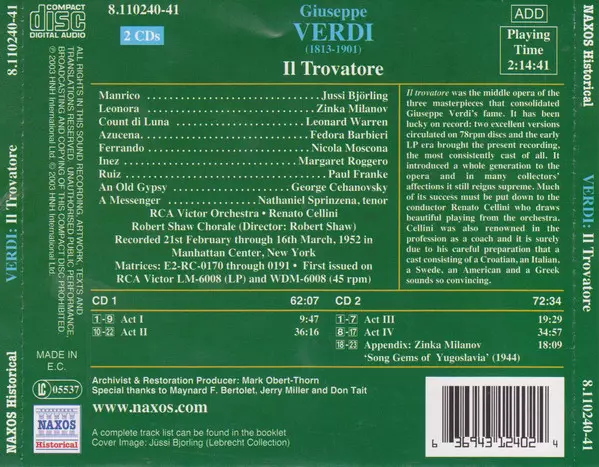 8.110240-41
NAXOS Historical
VERDI: Il Trovatore
8.110240-41
COMPACT
disc
DIGITAL AUDIO
ALL RIGHTS IN THIS SOUND RECORDING, ARTWORK, TEXTS AND
TRANSLATIONS RESERVED. UNAUTHORISED PUBLIC PERFORMANCE,
BROADCASTING AND COPYING OF THIS COMPACT DISC PROHIBITED.
℗ 2003 HNH International Ltd. © 2003 HNH International Ltd.
MADE IN
E.C.
LC 05537
NAXOS
Historical
8.110240-41
2 CDs
Giuseppe
VERDI
(1813-1901)
Il Trovatore
ADD
Playing
Time
2:14:41
Manrico Jussi Björling
Leonora Zinka Milanov
Count di Luna Leonard Warren
Azucena Fedora Barbieri
Ferrando Nicola Moscona
Inez Margaret Roggero
Ruiz Paul Franke
An Old Gypsy George Cehanovsky
A Messenger Nathaniel Sprinzena, tenor
RCA Victor Orchestra • Renato Cellini
Robert Shaw Chorale (Director: Robert Shaw)
Recorded 21st February through 16th March, 1952 in
Manhattan Center, New York
Matrices: E2-RC-0170 through 0191 • First issued on
RCA Victor LM-6008 (LP) and WDM-6008 (45 rpm)
Il trovatore was the middle opera of the
three masterpieces that consolidated
Giuseppe Verdi's fame. It has been
lucky on record: two excellent versions
circulated on 78rpm discs and the early
LP era brought the present recording,
the most consistently cast of all. It
introduced a whole generation to the
opera and in many collectors'
affections it still reigns supreme. Much
of its success must be put down to the
conductor Renato Cellini who draws
beautiful playing from the orchestra.
Cellini was also renowned in the
profession as a coach and it is surely
due to his careful preparation that a
cast consisting of a Croatian, an Italian,
a Swede, an American and a Greek
sounds so convincing.
CD 1 62:07
1-9 Act I 9:47
10-22 Act II 36:16
CD 2 72:34
1-7 Act III 19:29
8-17 Act IV 34:57
18-23 Appendix: Zinka Milanov 18:09
'Song Gems of Yugoslavia' (1944)
Archivist & Restoration Producer: Mark Obert-Thorn
Special thanks to Maynard F. Bertolet, Jerry Miller and Don Tait
www.naxos.com
A complete track list can be found in the booklet
Cover Image: Jüssi Bjorling (Lebrecht Collection)
6 36943 12402 4
NAXOS Historical
VERDI: Il Trovatore
8.110240-41